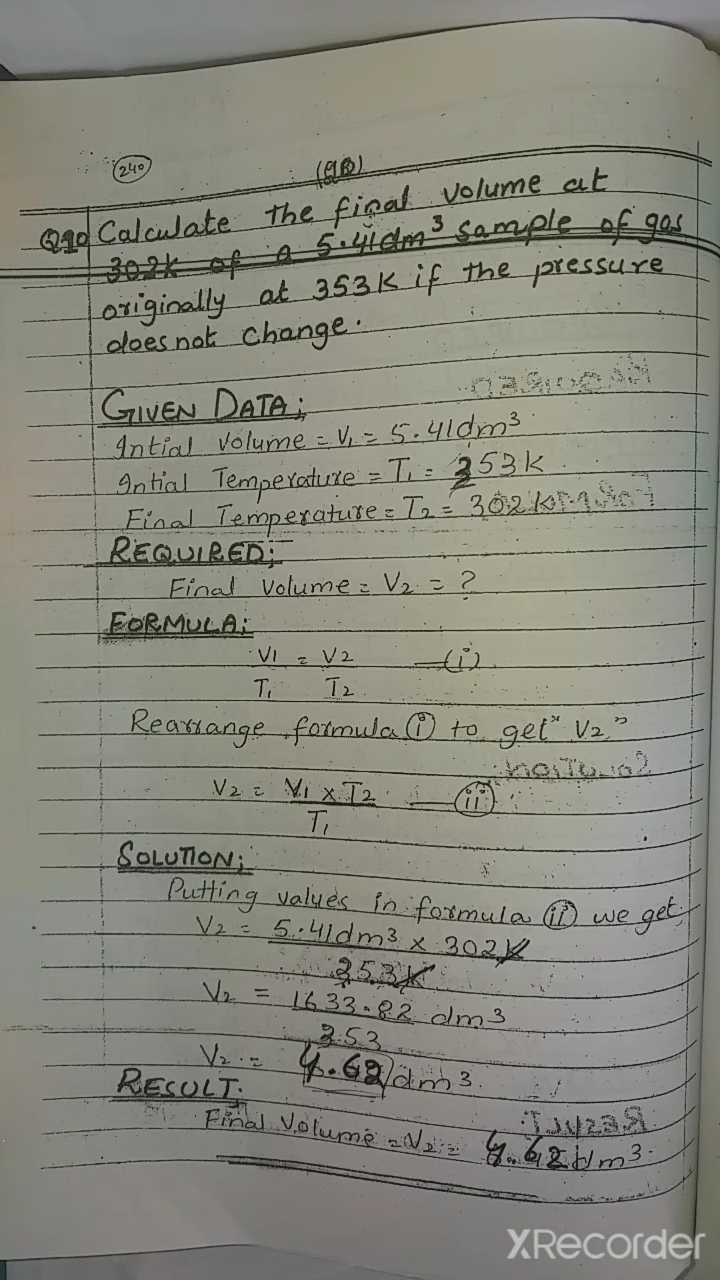 240
Q10 Calculate the final volume at
302K of a 5.41dm³ sample of gas
originally at 353K if the pressure
does not change.
GIVEN DATA;
Intial Volume = V₁ = 5.41dm³
Intial Temperature = T₁ = 353K
Final Temperature = T₂ = 302K
REQUIRED;
Final Volume = V₂ = ?
FORMULA;
V₁ = V₂ —(i)
T₁ T₂
Rearrange formula (i) to get "V₂"
V₂ = V₁ × T₂ —(ii)
T₁
SOLUTION;
Putting values in formula (ii) we get;
V₂ = 5.41dm³ × 302K
353K
V₂ = 1633.82 dm³
353
V₂ = 4.62 dm³
RESULT;
Final Volume = V₂ = 4.62 dm³
XRecorder